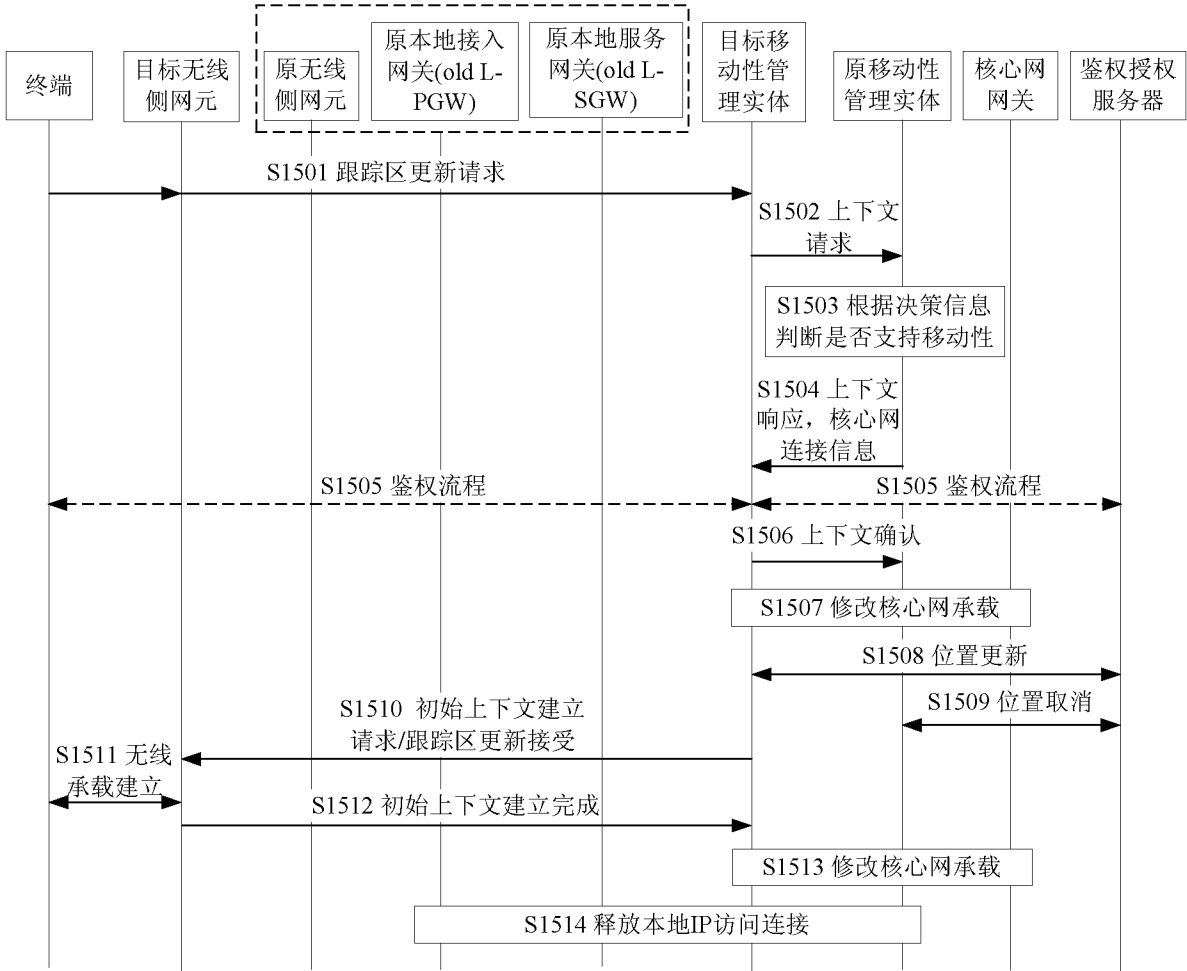 终端
目标无线
侧网元
原无线
侧网元
原本地接入
网关(old L-
PGW)
原本地服务
网关(old L-
SGW)
目标移
动性管
理实体
原移动性
管理实体
核心网
网关
鉴权授权
服务器
S1501 跟踪区更新请求
S1502 上下文
请求
S1503 根据决策信息
判断是否支持移动性
S1504 上下文
响应，核心网
连接信息
S1505 鉴权流程
S1505 鉴权流程
S1506 上下文确认
S1507 修改核心网承载
S1508 位置更新
S1509 位置取消
S1510 初始上下文建立
请求/跟踪区更新接受
S1511 无线
承载建立
S1512 初始上下文建立完成
S1513 修改核心网承载
S1514 释放本地IP访问连接